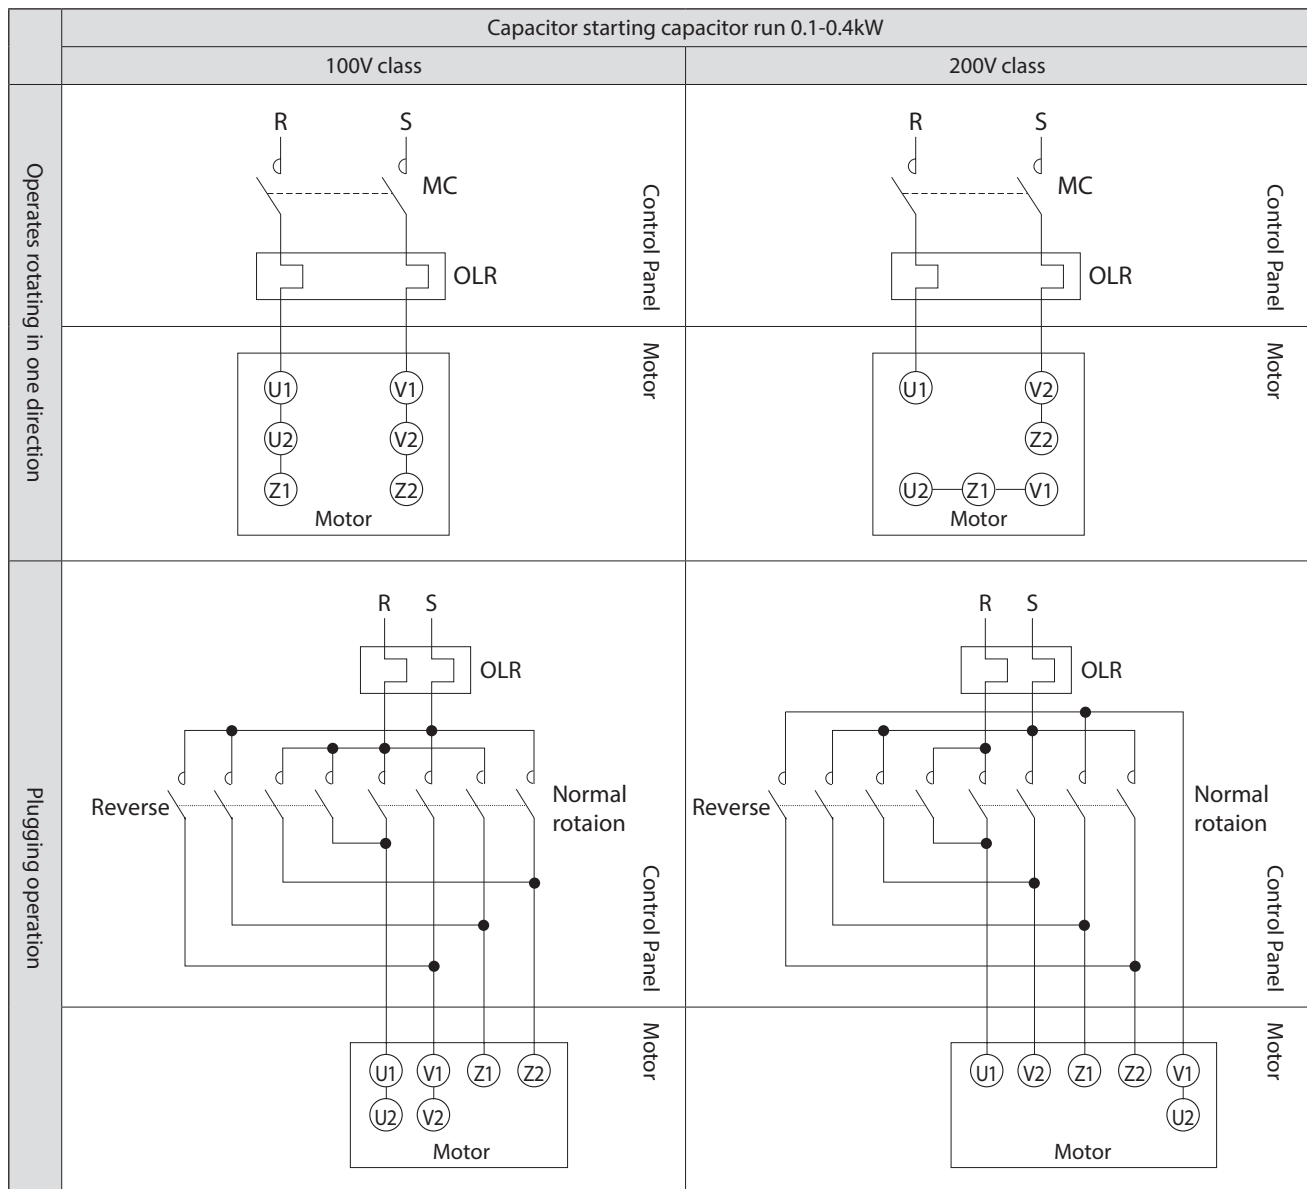 Capacitor starting capacitor run 0.1-0.4kW
100V class
200V class
Operates rotating in one direction
R S
MC
OLR
Control Panel
U1 V1
U2 V2
Z1 Z2
Motor
Motor
R S
MC
OLR
Control Panel
U1 V2
Z2
U2 Z1 V1
Motor
Motor
Plugging operation
R S
OLR
Reverse
Normal
rotaion
Control Panel
U1 V1 Z1 Z2
U2 V2
Motor
Motor
R S
OLR
Reverse
Normal
rotaion
Control Panel
U1 V2 Z1 Z2 V1
U2
Motor
Motor